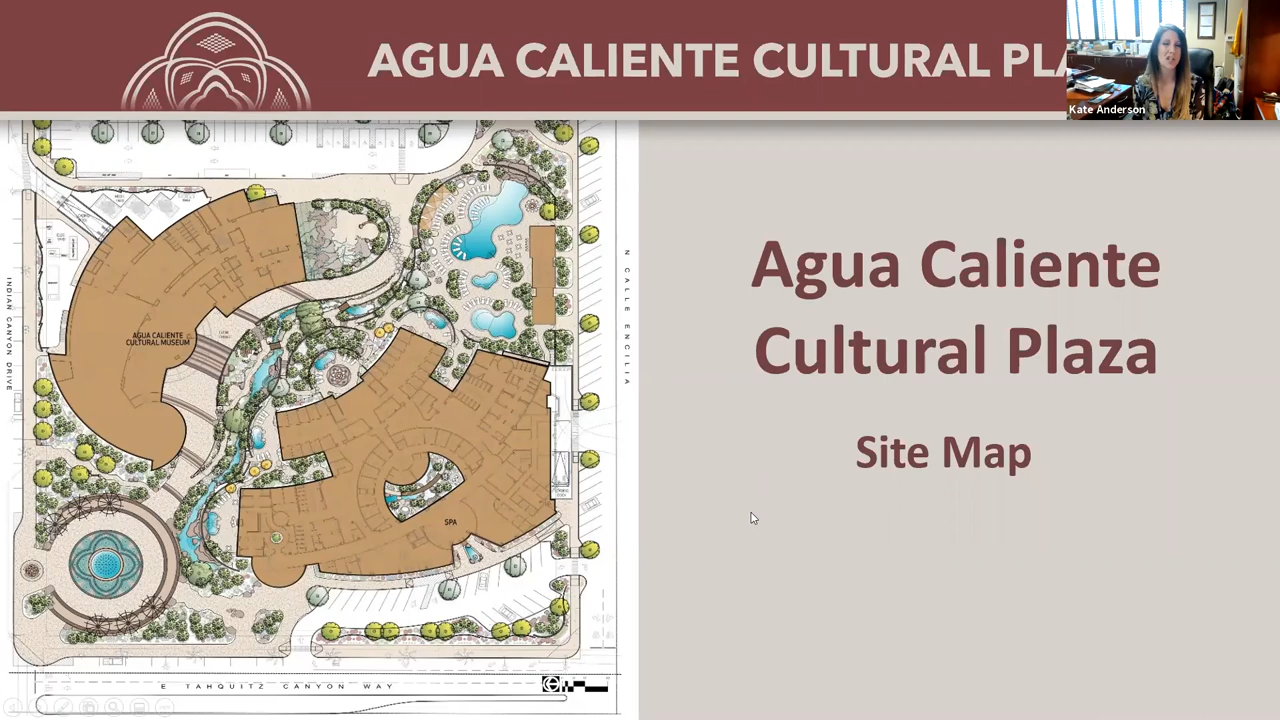 AGUA CALIENTE CULTURAL PLA
Kate Anderson
Agua Caliente
Cultural Plaza
Site Map
AGUA CALIENTE
CULTURAL MUSEUM
SPA
INDIAN CANYON DRIVE
N CALLE ENCILIA
E TAHQUITZ CANYON WAY